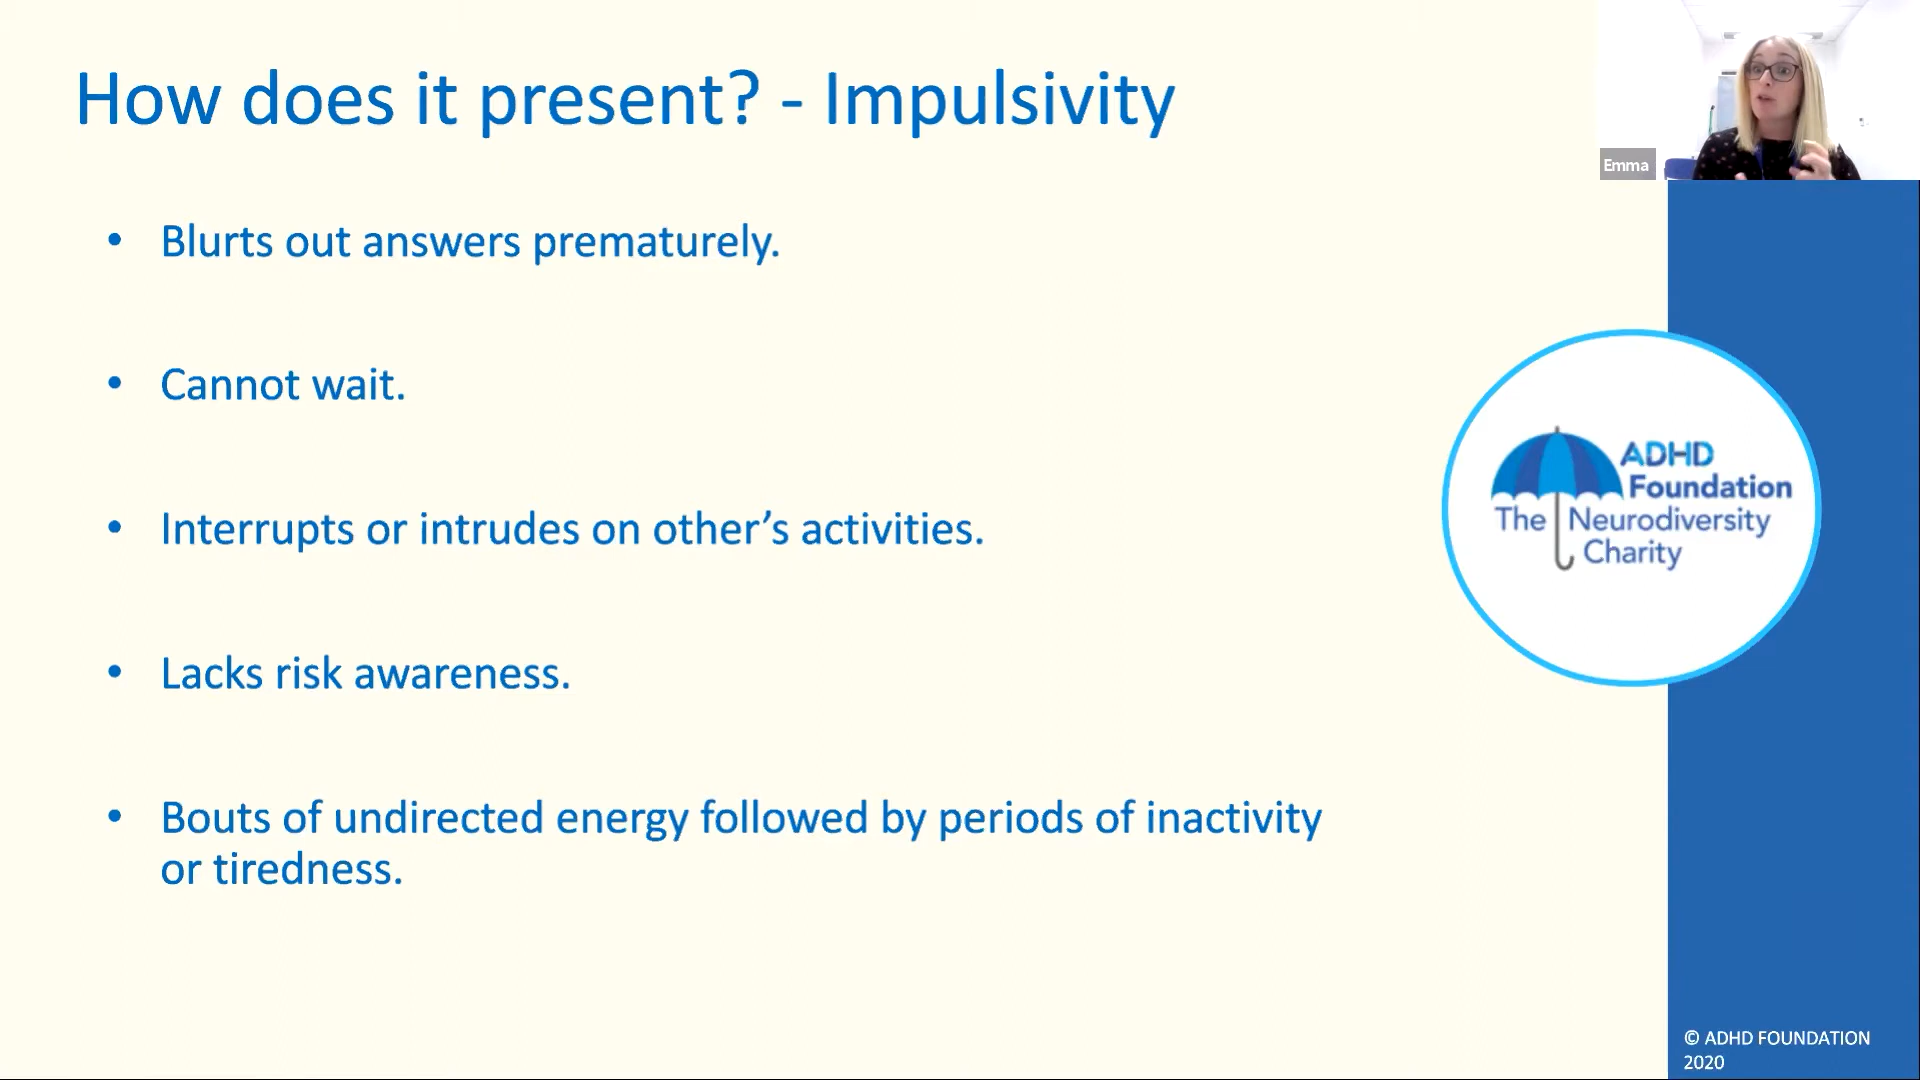 How does it present? - Impulsivity
Emma
• Blurts out answers prematurely.
• Cannot wait.
• Interrupts or intrudes on other’s activities.
• Lacks risk awareness.
• Bouts of undirected energy followed by periods of inactivity
or tiredness.
ADHD
Foundation
The Neurodiversity
Charity
© ADHD FOUNDATION
2020